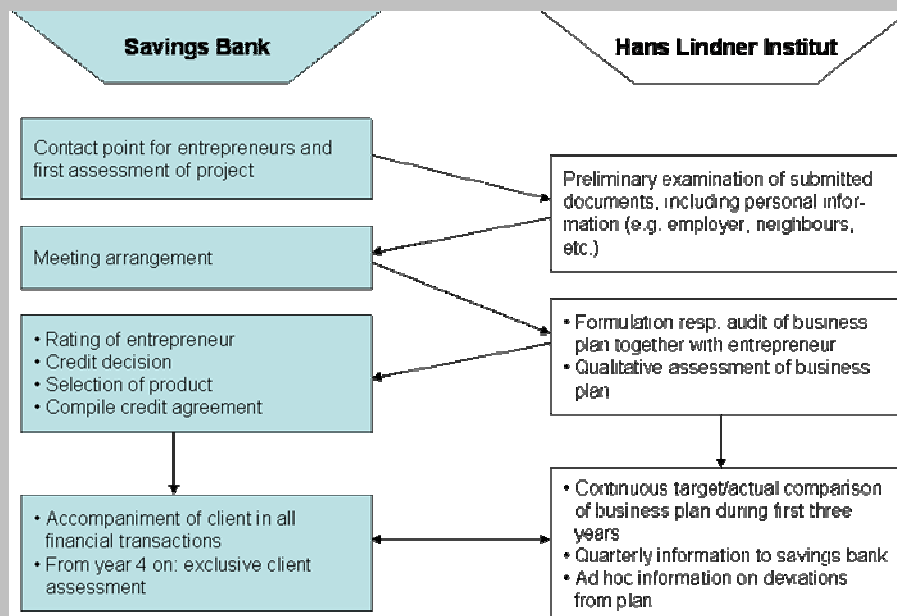 Savings Bank
Hans Lindner Institut
Contact point for entrepreneurs and
first assessment of project
Preliminary examination of submitted
documents, including personal infor-
mation (e.g. employer, neighbours,
etc.)
Meeting arrangement
• Formulation resp. audit of business
plan together with entrepreneur
• Qualitative assessment of business
plan
• Rating of entrepreneur
• Credit decision
• Selection of product
• Compile credit agreement
• Accompaniment of client in all
financial transactions
• From year 4 on: exclusive client
assessment
• Continuous target/actual comparison
of business plan during first three
years
• Quarterly information to savings bank
• Ad hoc information on deviations
from plan